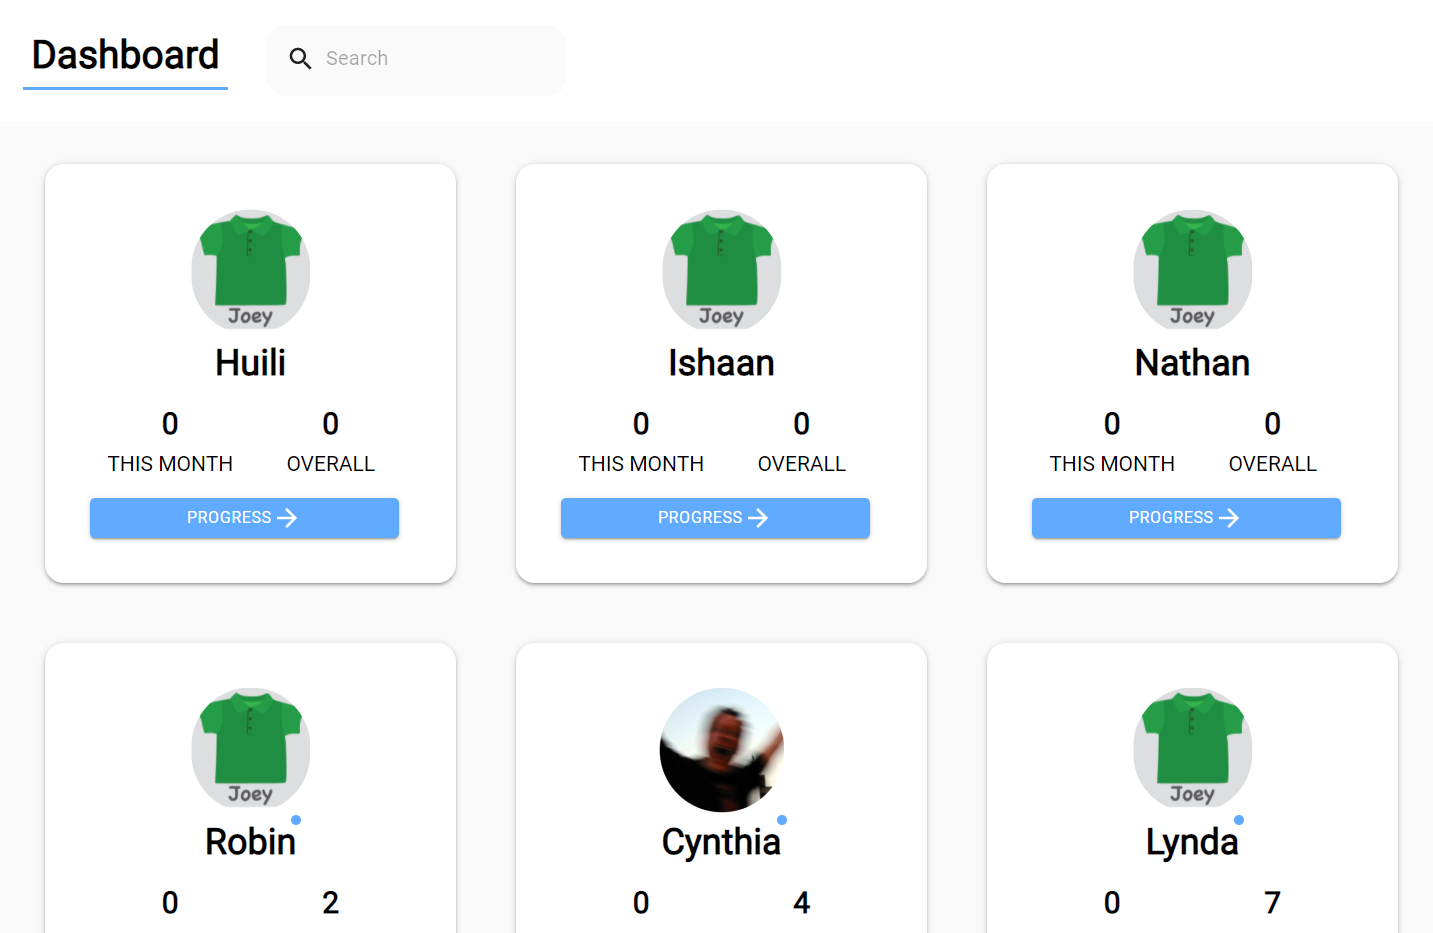 Dashboard
Search
Joey
Joey
Joey
Huili
Ishaan
Nathan
0 0
0 0
0 0
THIS MONTH OVERALL
THIS MONTH OVERALL
THIS MONTH OVERALL
PROGRESS
PROGRESS
PROGRESS
Joey
Joey
Robin
Cynthia
Lynda
0 2
0 4
0 7